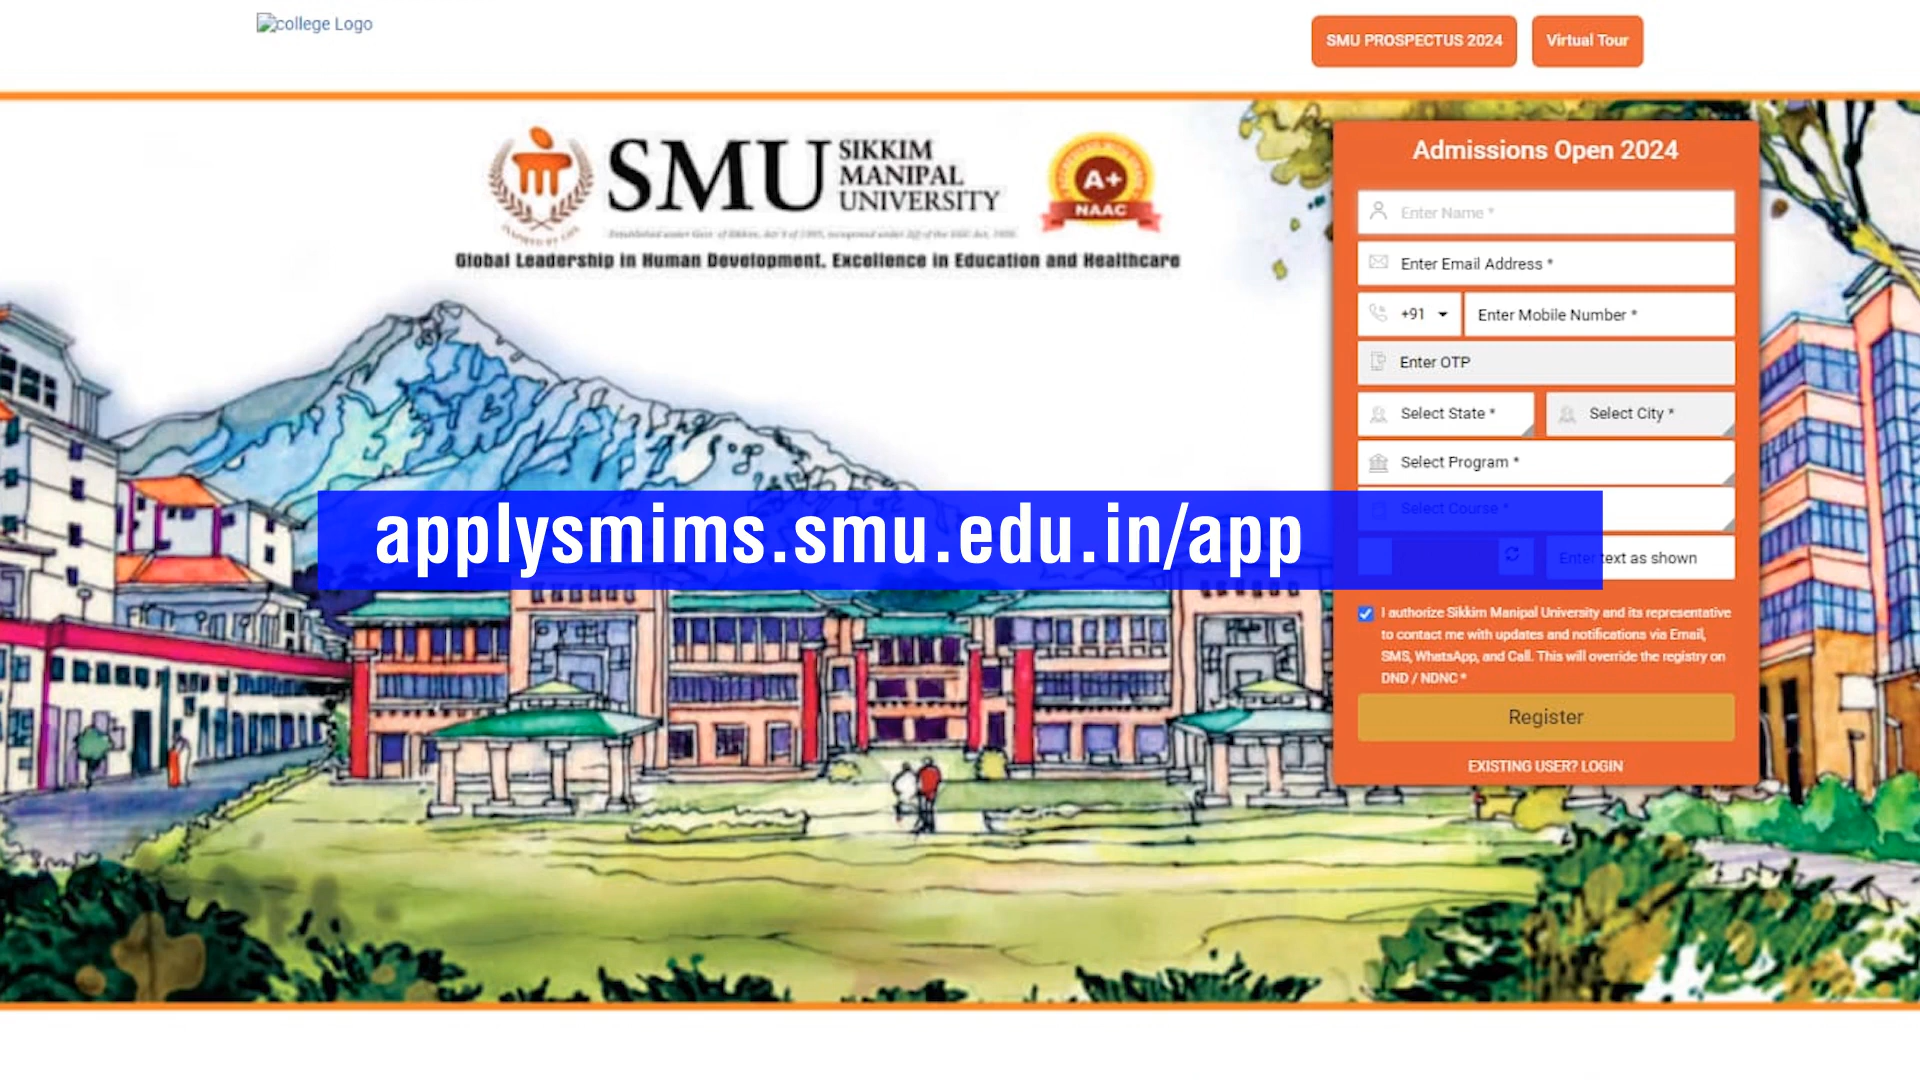 college Logo
SMU PROSPECTUS 2024
Virtual Tour
SMU SIKKIM
MANIPAL
UNIVERSITY
A+
NAAC
Global Leadership in Human Development, Excellence in Education and Healthcare
Admissions Open 2024
Enter Name *
Enter Email Address *
+91
Enter Mobile Number *
Enter OTP
Select State *
Select City *
Select Program *
Select Course *
applysmims.smu.edu.in/app
Enter text as shown
I authorize Sikkim Manipal University and its representative
to contact me with updates and notifications via Email,
SMS, WhatsApp, and Call. This will override the registry on
DND / NDNC *
Register
EXISTING USER? LOGIN